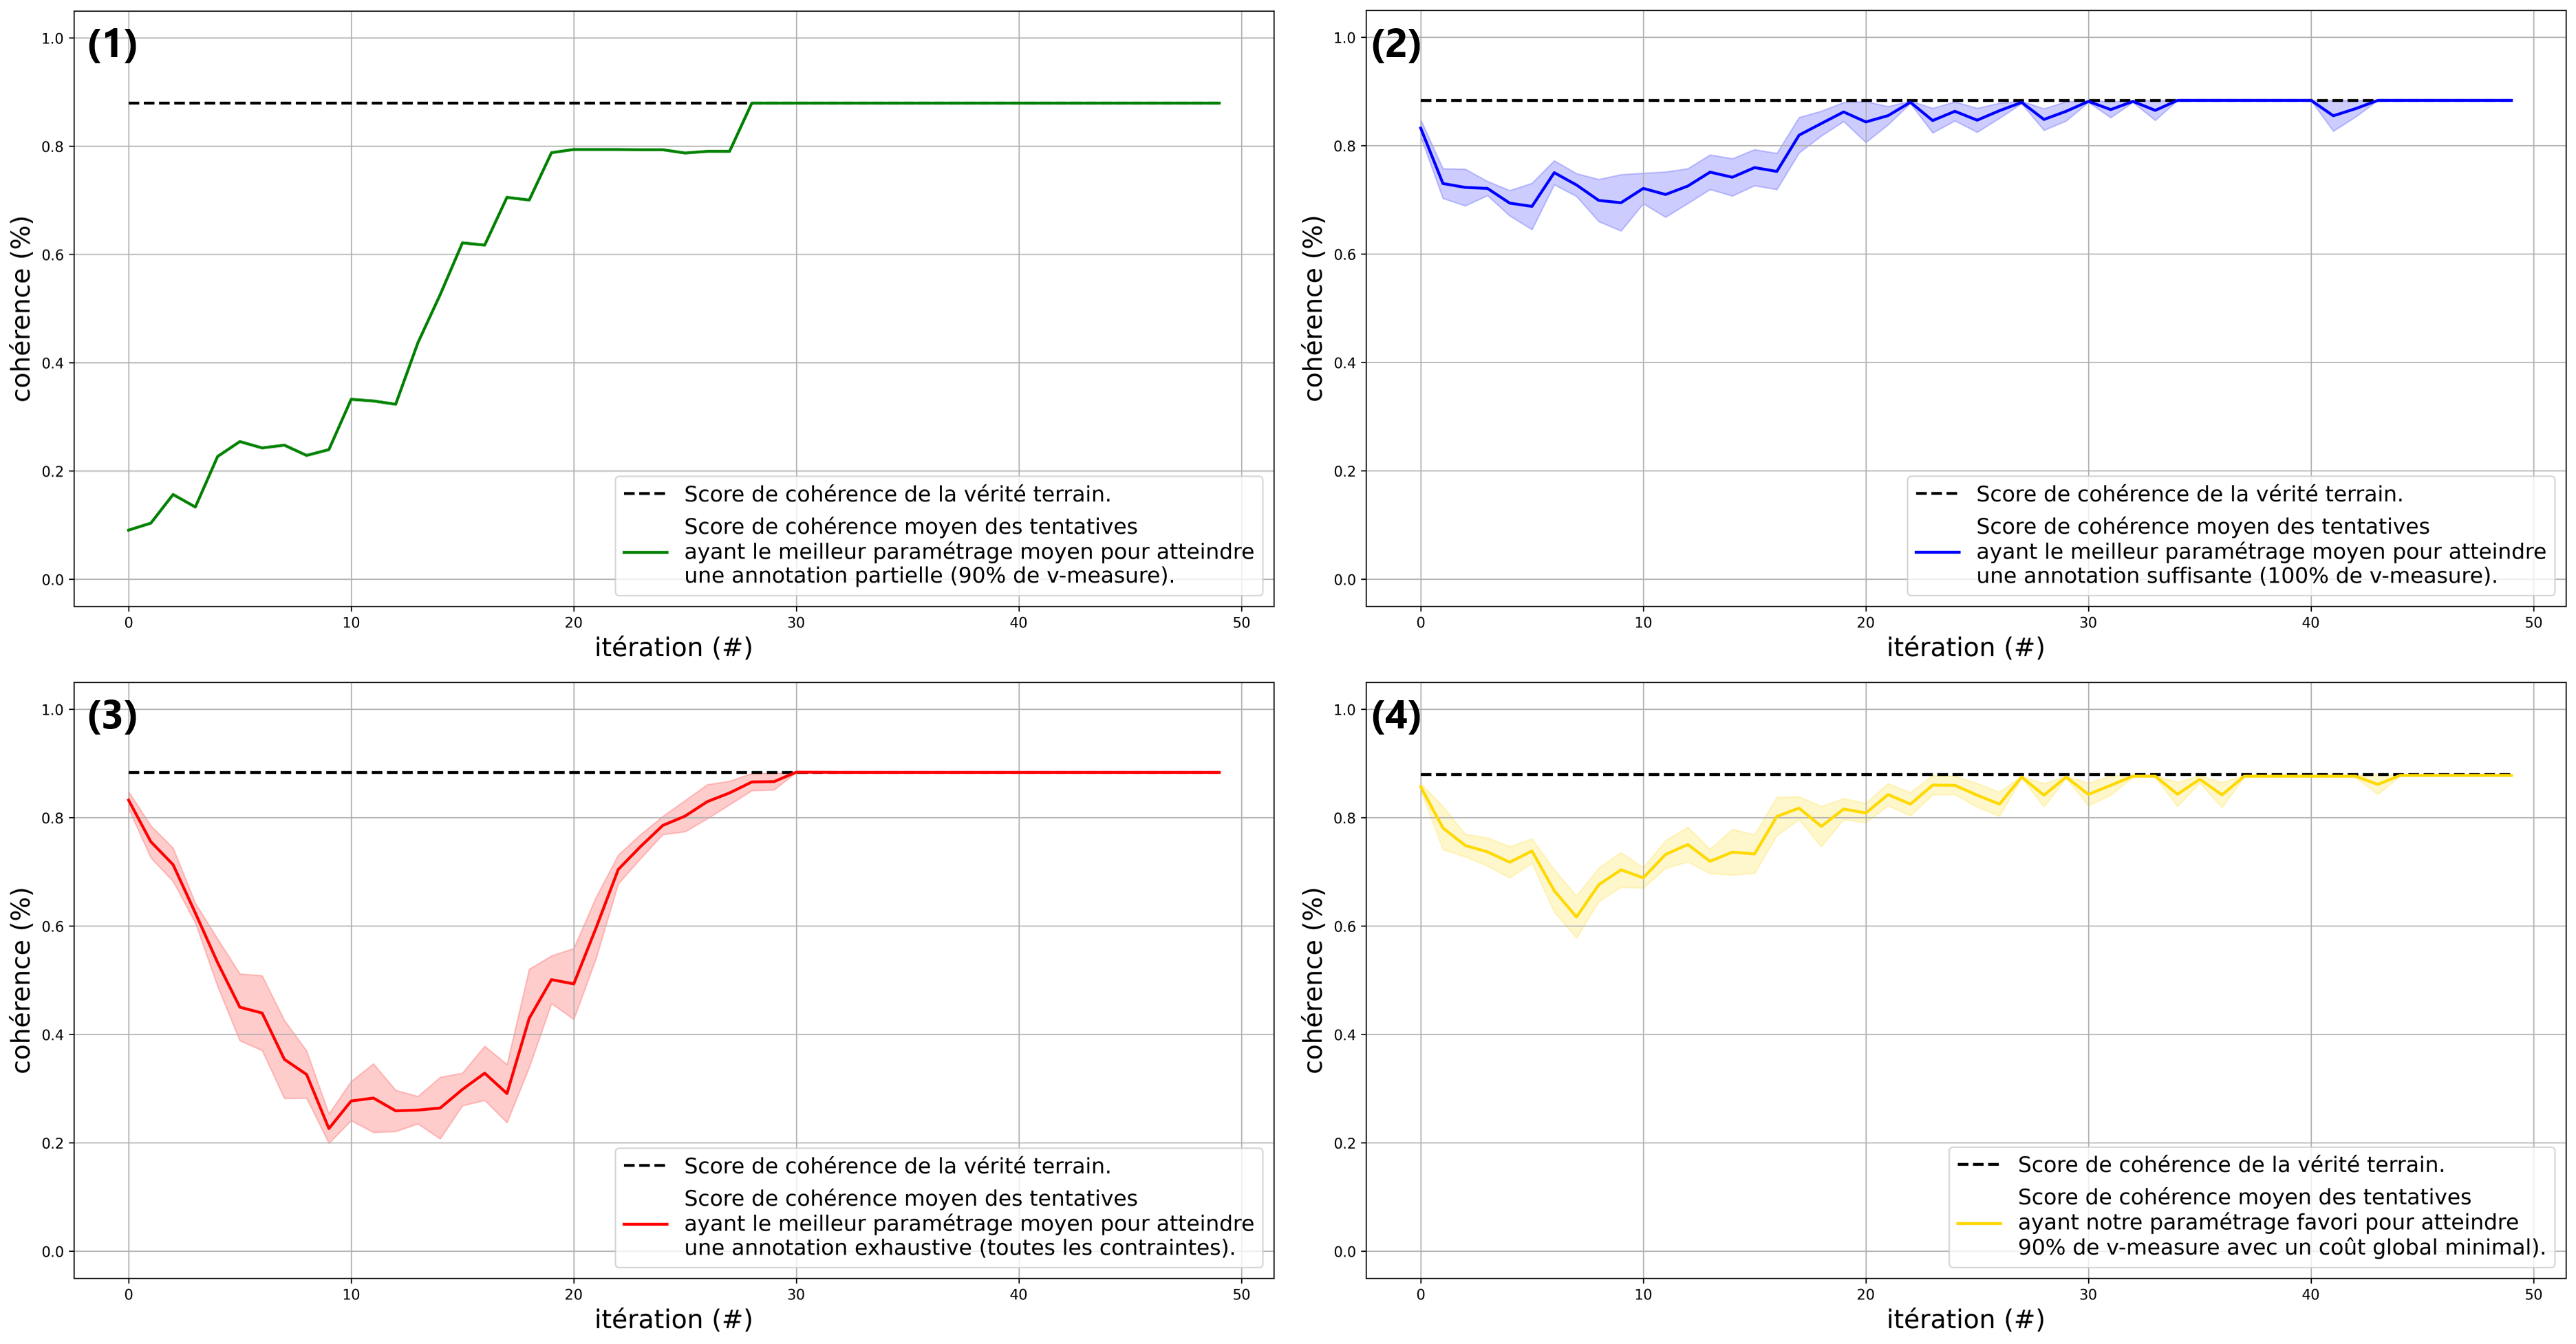 (1)
1.0
0.8
0.6
0.4
0.2
0.0
cohérence (%)
Score de cohérence de la vérité terrain.
Score de cohérence moyen des tentatives
ayant le meilleur paramétrage moyen pour atteindre
une annotation partielle (90% de v-measure).
0 10 20 30 40 50
itération (#)
(2)
1.0
0.8
0.6
0.4
0.2
0.0
cohérence (%)
Score de cohérence de la vérité terrain.
Score de cohérence moyen des tentatives
ayant le meilleur paramétrage moyen pour atteindre
une annotation suffisante (100% de v-measure).
0 10 20 30 40 50
itération (#)
(3)
1.0
0.8
0.6
0.4
0.2
0.0
cohérence (%)
Score de cohérence de la vérité terrain.
Score de cohérence moyen des tentatives
ayant le meilleur paramétrage moyen pour atteindre
une annotation exhaustive (toutes les contraintes).
0 10 20 30 40 50
itération (#)
(4)
1.0
0.8
0.6
0.4
0.2
0.0
cohérence (%)
Score de cohérence de la vérité terrain.
Score de cohérence moyen des tentatives
ayant notre paramétrage favori pour atteindre
90% de v-measure avec un coût global minimal).
0 10 20 30 40 50
itération (#)